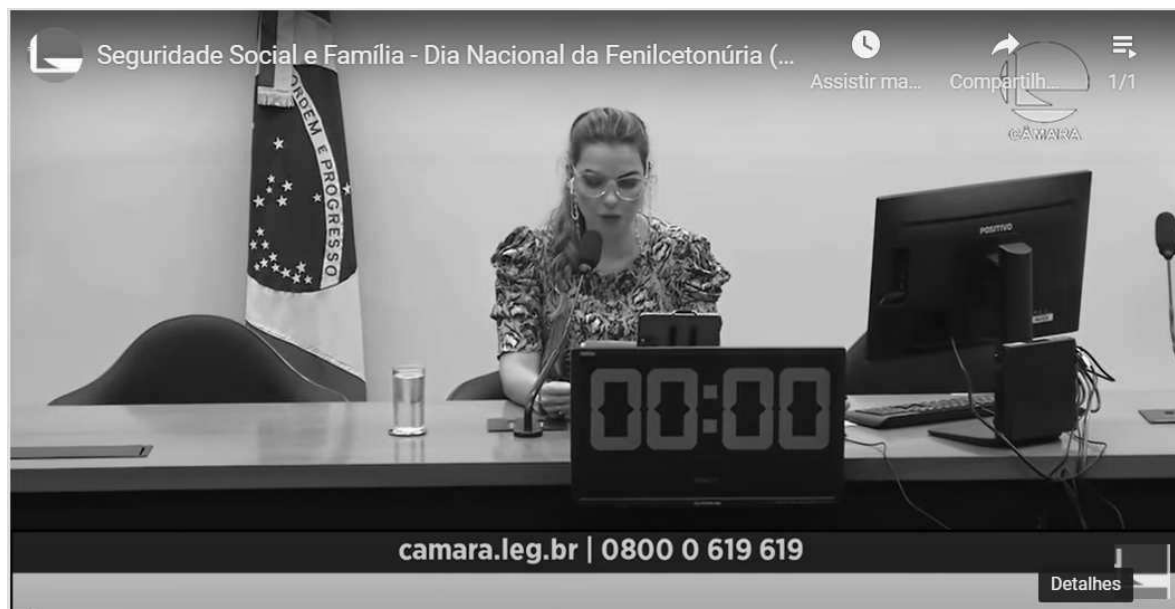 Seguridade Social e Família - Dia Nacional da Fenilcetonúria (...
Assistir ma...
Compartilh...
1/1
CÂMARA
ORDEM E PROGRESSO
POSITIVO
00:00
camara.leg.br | 0800 0 619 619
Detalhes